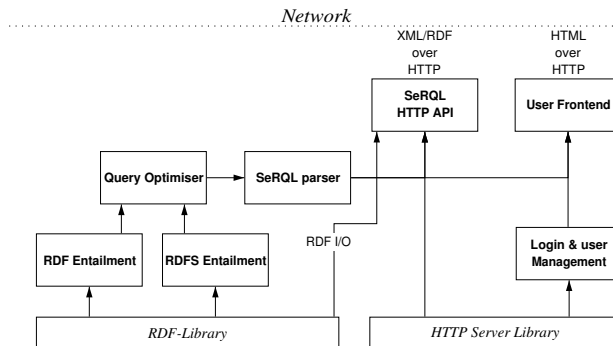 Network
XML/RDF
over
HTTP
HTML
over
HTTP
SeRQL
HTTP API
User Frontend
Query Optimiser
SeRQL parser
RDF I/O
RDF Entailment
RDFS Entailment
Login & user
Management
RDF-Library
HTTP Server Library